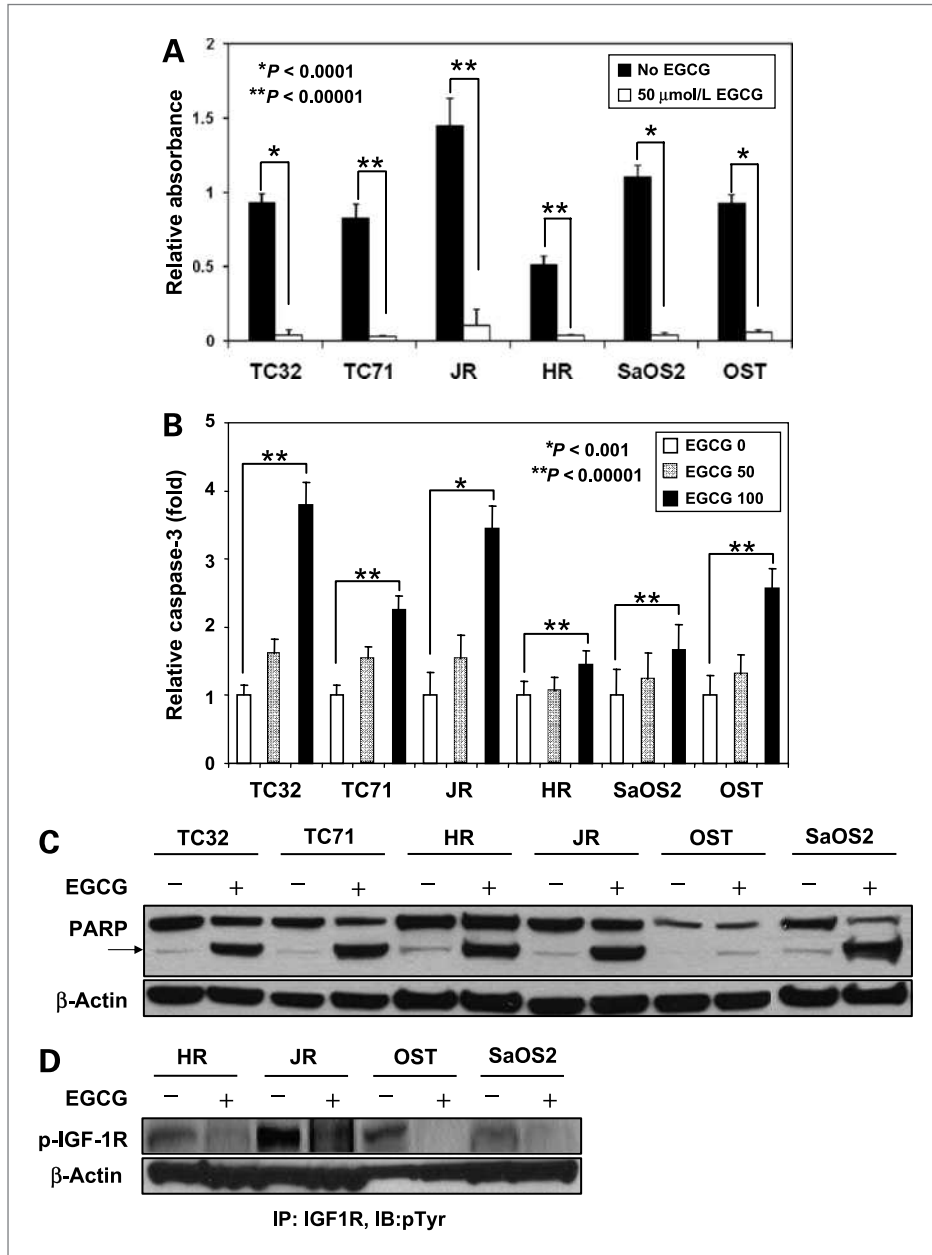 A
Relative absorbance
2
1.5
1
0.5
0
*P < 0.0001
**P < 0.00001
No EGCG
50 μmol/L EGCG
* ** ** ** * *
TC32 TC71 JR HR SaOS2 OST
B
Relative caspase-3 (fold)
5
4
3
2
1
0
*P < 0.001
**P < 0.00001
EGCG 0
EGCG 50
EGCG 100
** ** * ** ** **
TC32 TC71 JR HR SaOS2 OST
C
TC32 TC71 HR JR OST SaOS2
EGCG − + − + − + − + − + − +
PARP
β-Actin
D
HR JR OST SaOS2
EGCG − + − + − + − +
p-IGF-1R
β-Actin
IP: IGF1R, IB:pTyr